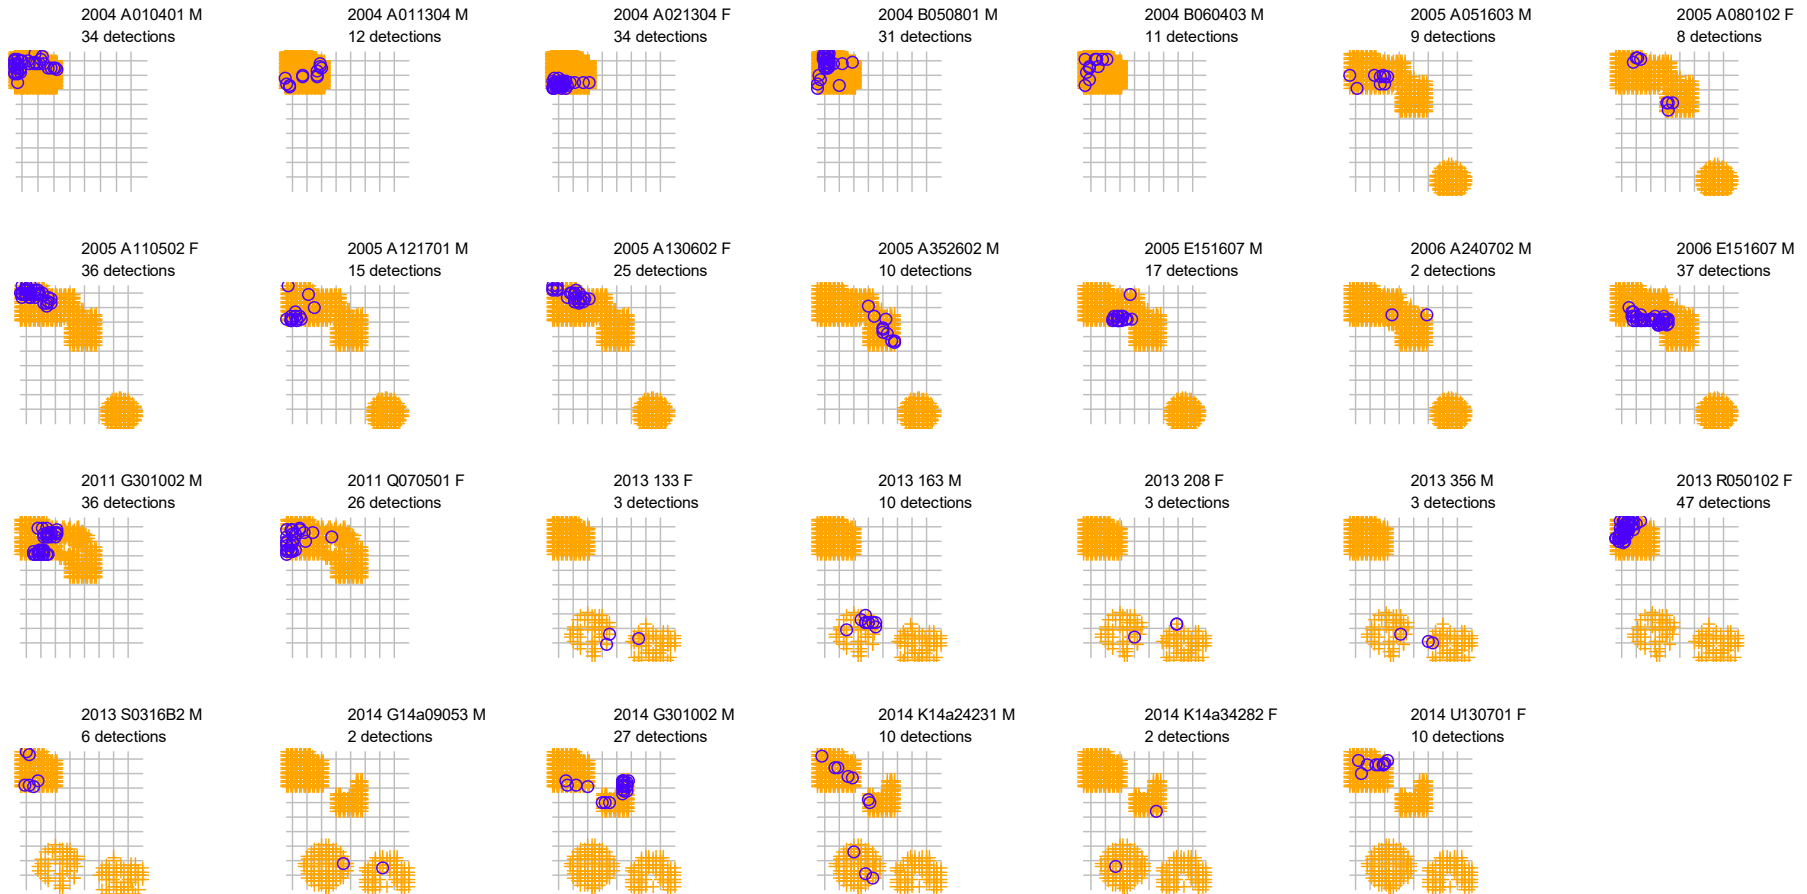 2004 A010401 M
34 detections
2004 A011304 M
12 detections
2004 A021304 F
34 detections
2004 B050801 M
31 detections
2004 B060403 M
11 detections
2005 A051603 M
9 detections
2005 A080102 F
8 detections
2005 A110502 F
36 detections
2005 A121701 M
15 detections
2005 A130602 F
25 detections
2005 A352602 M
10 detections
2005 E151607 M
17 detections
2006 A240702 M
2 detections
2006 E151607 M
37 detections
2011 G301002 M
36 detections
2011 Q070501 F
26 detections
2013 133 F
3 detections
2013 163 M
10 detections
2013 208 F
3 detections
2013 356 M
3 detections
2013 R050102 F
47 detections
2013 S0316B2 M
6 detections
2014 G14a09053 M
2 detections
2014 G301002 M
27 detections
2014 K14a24231 M
10 detections
2014 K14a34282 F
2 detections
2014 U130701 F
10 detections